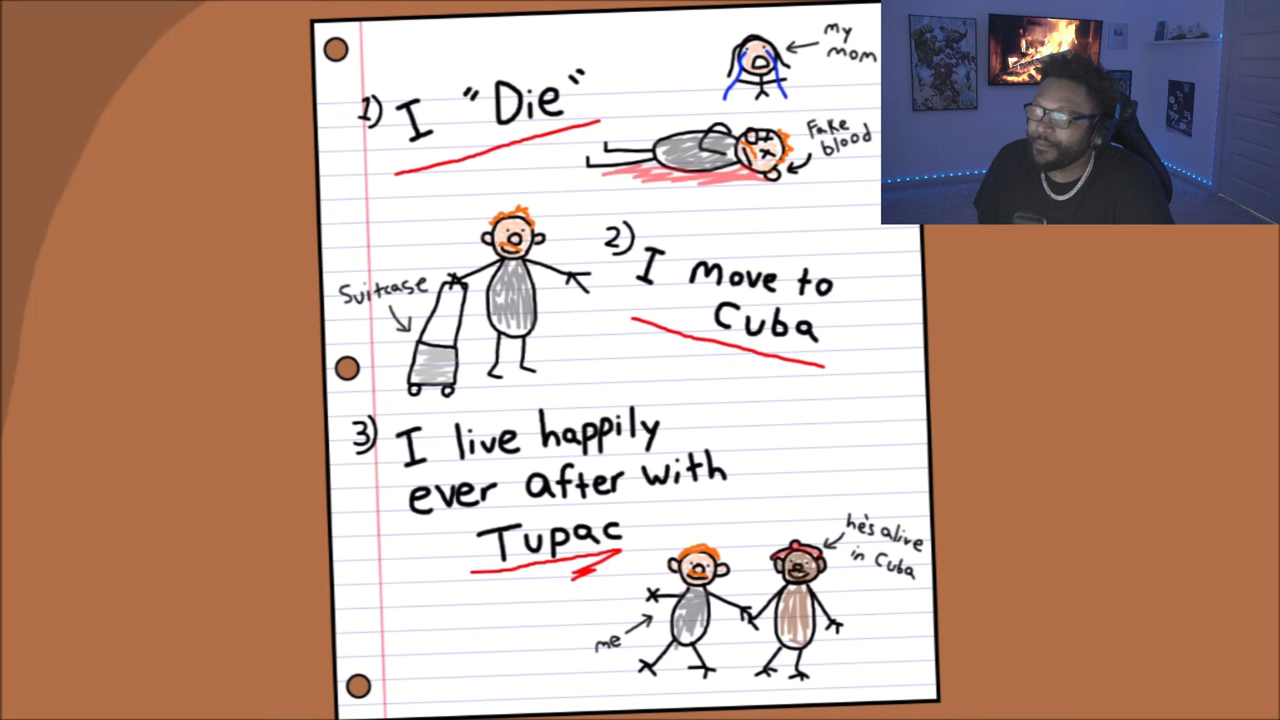 my
mom
1) I "Die"
Fake
blood
Suitcase
2) I move to
Cuba
3) I live happily
ever after with
Tupac
he's alive
in Cuba
me